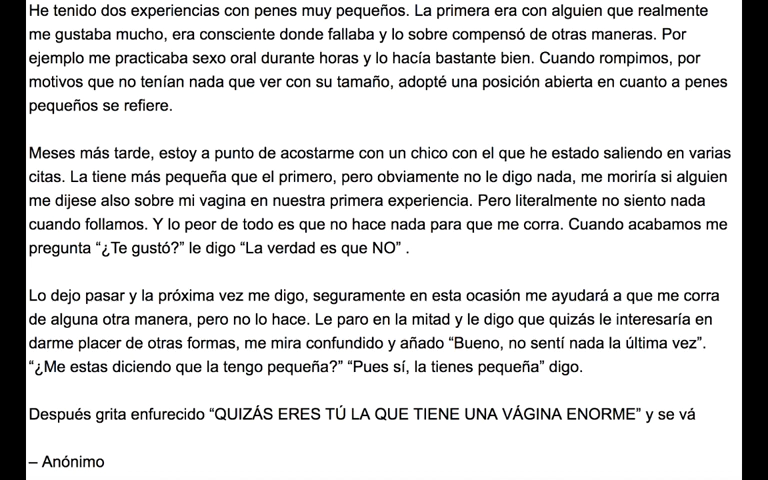 He tenido dos experiencias con penes muy pequeños. La primera era con alguien que realmente
me gustaba mucho, era consciente donde fallaba y lo sobre compensó de otras maneras. Por
ejemplo me practicaba sexo oral durante horas y lo hacía bastante bien. Cuando rompimos, por
motivos que no tenían nada que ver con su tamaño, adopté una posición abierta en cuanto a penes
pequeños se refiere.
Meses más tarde, estoy a punto de acostarme con un chico con el que he estado saliendo en varias
citas. La tiene más pequeña que el primero, pero obviamente no le digo nada, me moriría si alguien
me dijese also sobre mi vagina en nuestra primera experiencia. Pero literalmente no siento nada
cuando follamos. Y lo peor de todo es que no hace nada para que me corra. Cuando acabamos me
pregunta “¿Te gustó?” le digo “La verdad es que NO” .
Lo dejo pasar y la próxima vez me digo, seguramente en esta ocasión me ayudará a que me corra
de alguna otra manera, pero no lo hace. Le paro en la mitad y le digo que quizás le interesaría en
darme placer de otras formas, me mira confundido y añado “Bueno, no sentí nada la última vez”.
“¿Me estas diciendo que la tengo pequeña?” “Pues sí, la tienes pequeña” digo.
Después grita enfurecido “QUIZÁS ERES TÚ LA QUE TIENE UNA VÁGINA ENORME” y se vá
– Anónimo